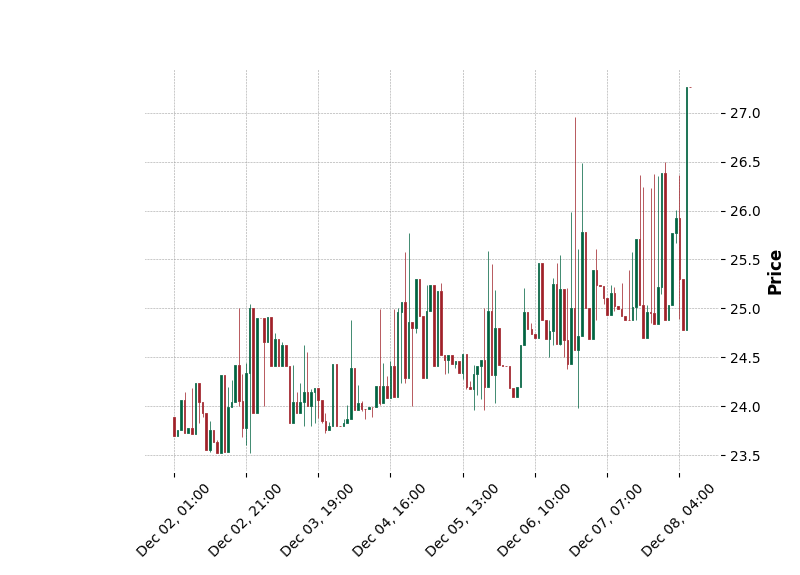 27.0
26.5
26.0
25.5
25.0
24.5
24.0
23.5
Price
Dec 02, 01:00
Dec 02, 21:00
Dec 03, 19:00
Dec 04, 16:00
Dec 05, 13:00
Dec 06, 10:00
Dec 07, 07:00
Dec 08, 04:00